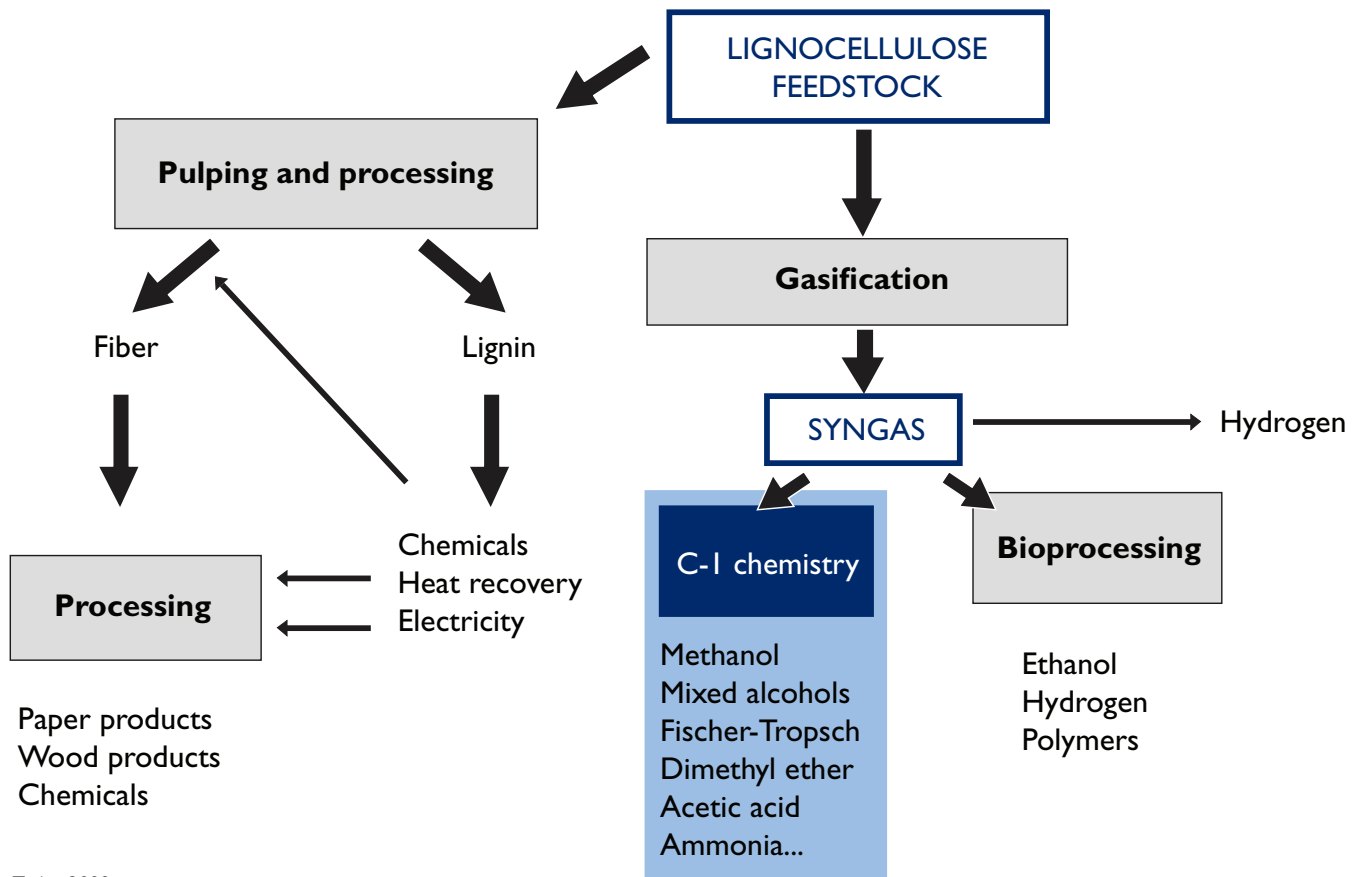 LIGNOCELLULOSE
FEEDSTOCK
Pulping and processing
Gasification
Fiber
Lignin
SYNGAS
Hydrogen
Chemicals
Heat recovery
Electricity
Processing
C-1 chemistry
Bioprocessing
Paper products
Wood products
Chemicals
Methanol
Mixed alcohols
Fischer-Tropsch
Dimethyl ether
Acetic acid
Ammonia...
Ethanol
Hydrogen
Polymers